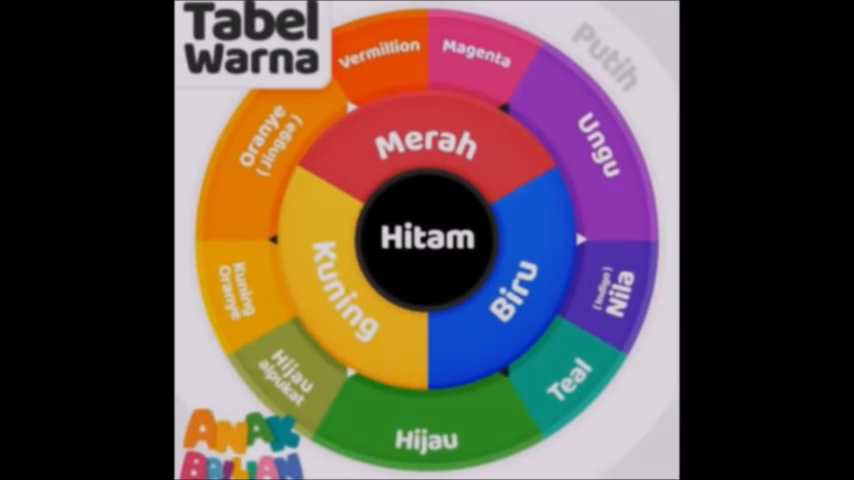 Tabel
Warna
Vermillion
Magenta
Putih
Oranye
(Jingga)
Merah
Ungu
Hitam
Kuning
Oranye
Kuning
Biru
(Indigo)
Nila
Hijau
alpukat
Teal
Hijau
ANAK
BRILIAN